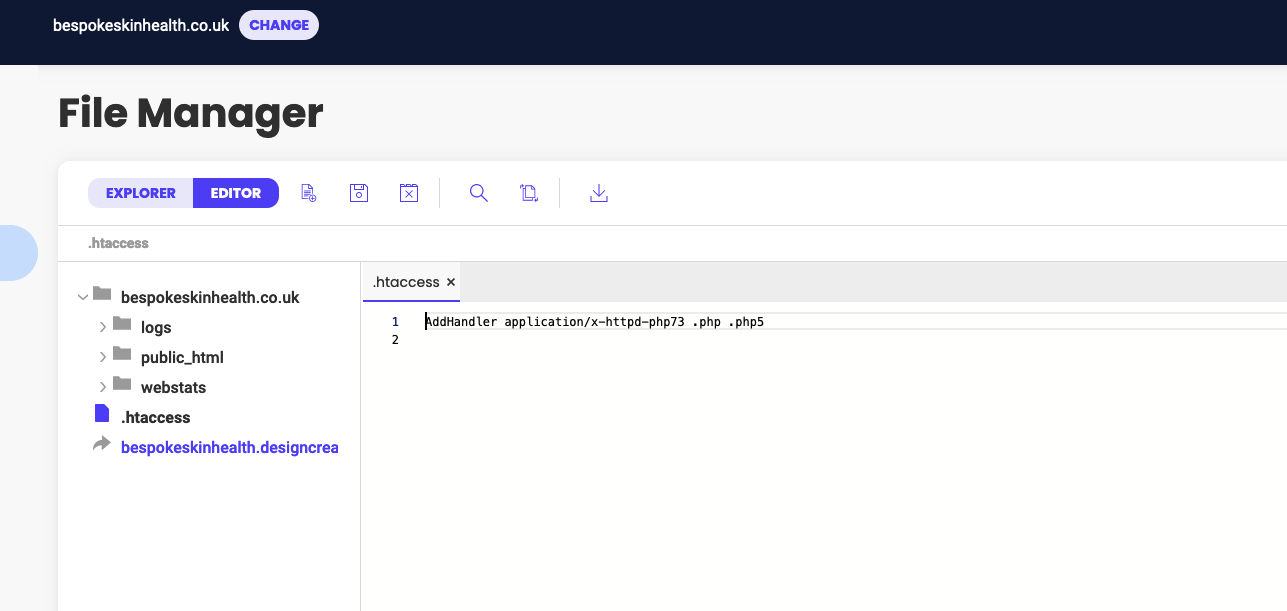 bespokeskinhealth.co.uk CHANGE
File Manager
EXPLORER EDITOR
.htaccess
.htaccess ×
bespokeskinhealth.co.uk
logs
public_html
webstats
.htaccess
bespokeskinhealth.designcrea
1 AddHandler application/x-httpd-php73 .php .php5
2